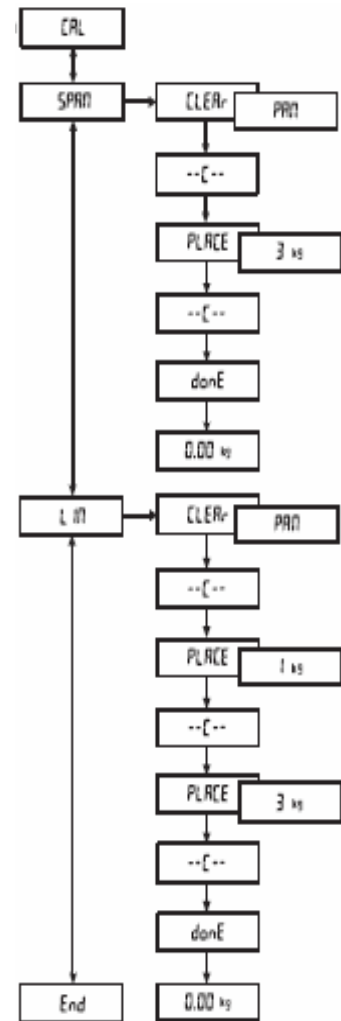 CAL
SPAN
CLEAr
PAN
--C--
PLACE
3 kg
--C--
donE
0.00 kg
LIN
CLEAr
PAN
--C--
PLACE
1 kg
--C--
PLACE
3 kg
--C--
donE
0.00 kg
End